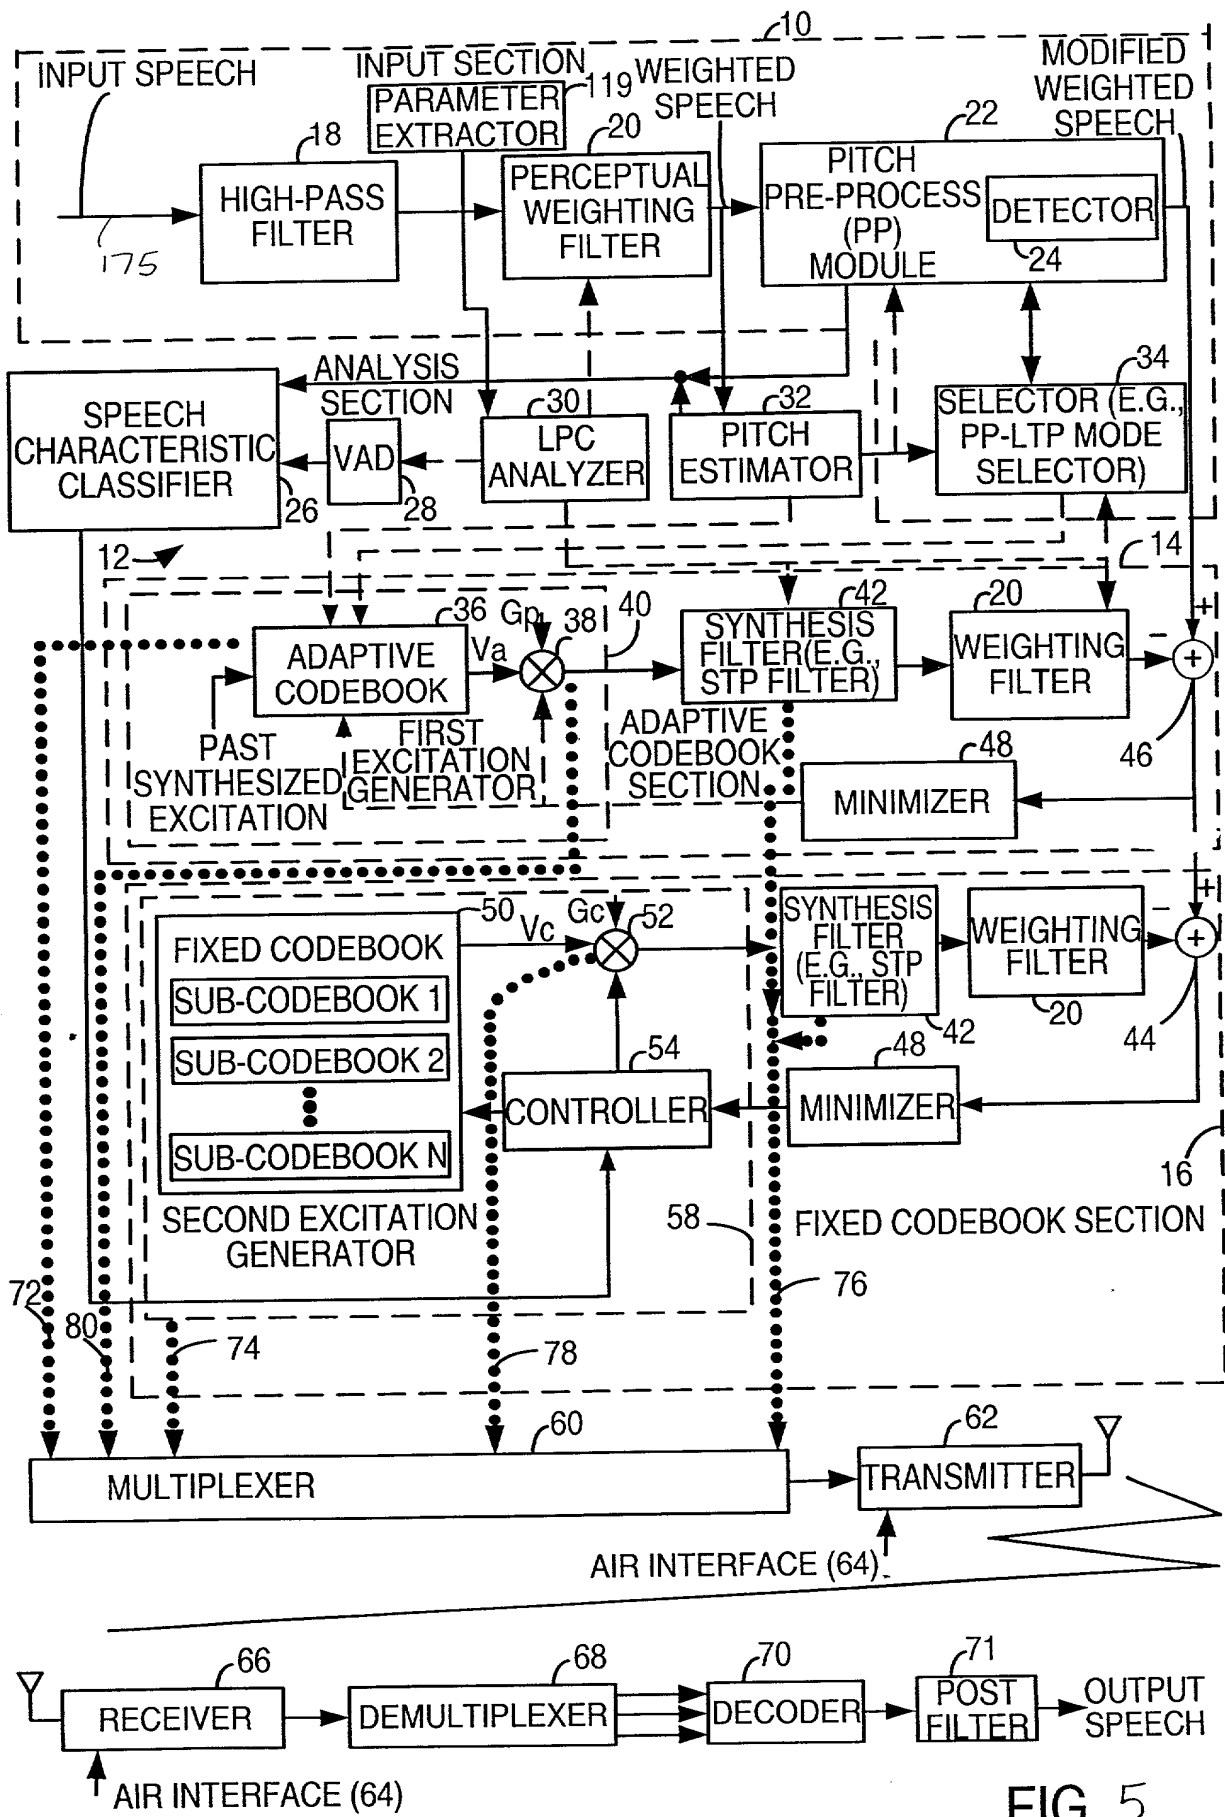 10
INPUT SPEECH
INPUT SECTION
PARAMETER
EXTRACTOR
119
WEIGHTED
SPEECH
MODIFIED
WEIGHTED
SPEECH
18
20
22
HIGH-PASS
FILTER
175
PERCEPTUAL
WEIGHTING
FILTER
PITCH
PRE-PROCESS
(PP)
MODULE
DETECTOR
24
ANALYSIS
SECTION
SPEECH
CHARACTERISTIC
CLASSIFIER
26
VAD
28
30
LPC
ANALYZER
32
PITCH
ESTIMATOR
34
SELECTOR (E.G.,
PP-LTP MODE
SELECTOR)
12
14
36
ADAPTIVE
CODEBOOK
Va
Gp
38
40
42
SYNTHESIS
FILTER(E.G.,
STP FILTER)
20
WEIGHTING
FILTER
+
−
+
46
PAST
SYNTHESIZED
EXCITATION
FIRST
EXCITATION
GENERATOR
ADAPTIVE
CODEBOOK
SECTION
48
MINIMIZER
50
FIXED CODEBOOK
SUB-CODEBOOK 1
SUB-CODEBOOK 2
SUB-CODEBOOK N
Vc
Gc
52
SYNTHESIS
FILTER
(E.G., STP
FILTER)
42
WEIGHTING
FILTER
20
+
−
+
44
54
CONTROLLER
48
MINIMIZER
16
SECOND EXCITATION
GENERATOR
58
FIXED CODEBOOK SECTION
72
80
74
78
76
60
MULTIPLEXER
62
TRANSMITTER
AIR INTERFACE (64)
66
RECEIVER
68
DEMULTIPLEXER
70
DECODER
71
POST
FILTER
OUTPUT
SPEECH
AIR INTERFACE (64)
FIG. 5